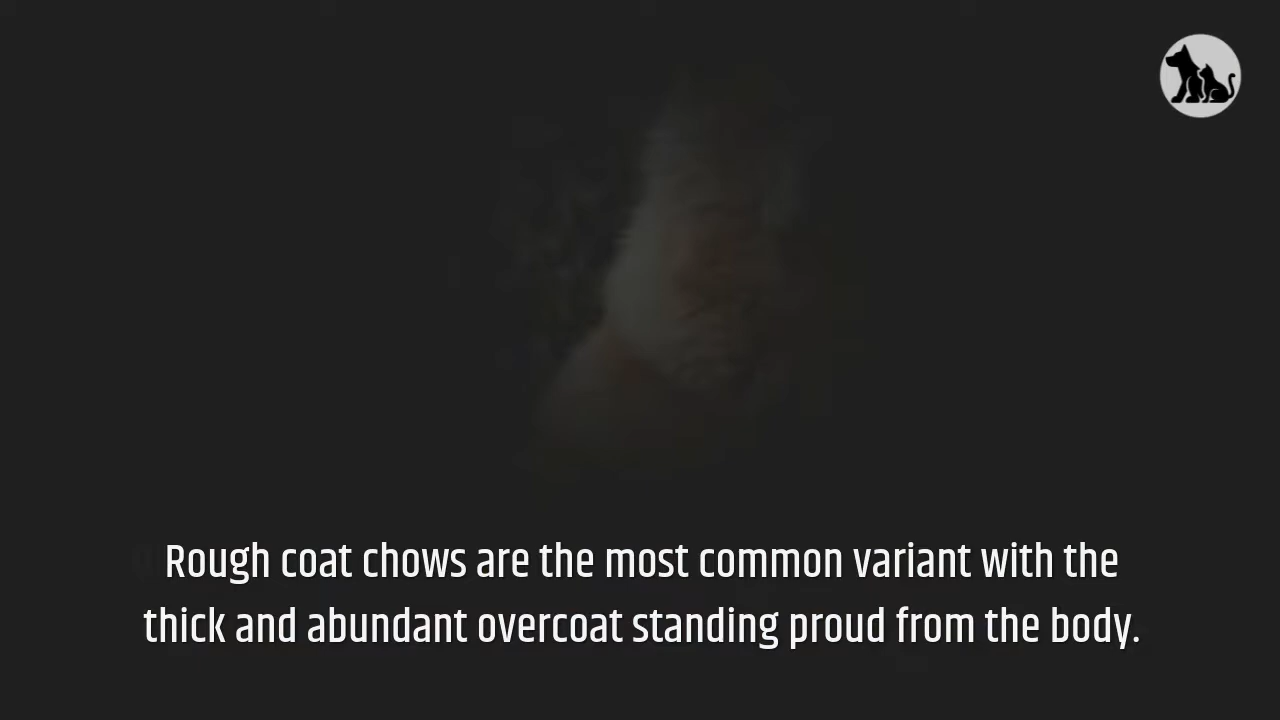 Rough coat chows are the most common variant with the
thick and abundant overcoat standing proud from the body.